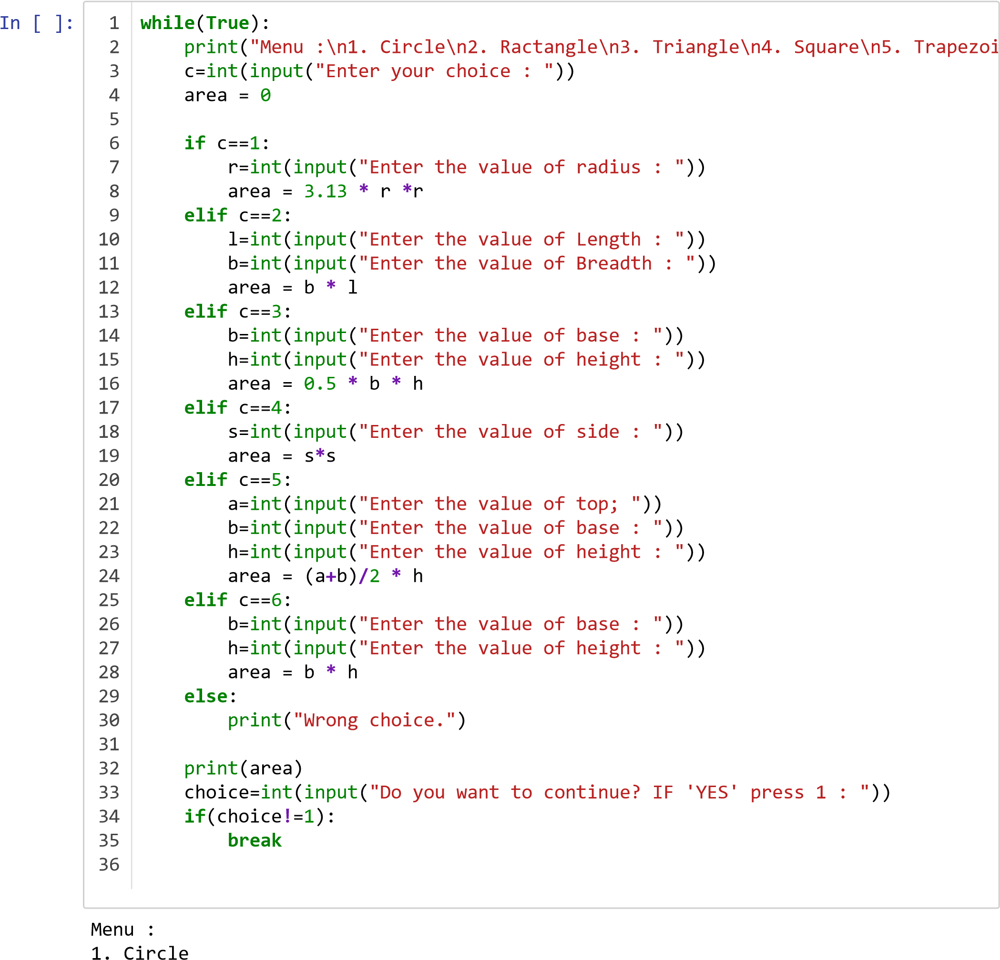 In [ ]:
1 while(True):
2     print("Menu :\n1. Circle\n2. Ractangle\n3. Triangle\n4. Square\n5. Trapezoi
3     c=int(input("Enter your choice : "))
4     area = 0
5
6     if c==1:
7         r=int(input("Enter the value of radius : "))
8         area = 3.13 * r *r
9     elif c==2:
10         l=int(input("Enter the value of Length : "))
11         b=int(input("Enter the value of Breadth : "))
12         area = b * l
13     elif c==3:
14         b=int(input("Enter the value of base : "))
15         h=int(input("Enter the value of height : "))
16         area = 0.5 * b * h
17     elif c==4:
18         s=int(input("Enter the value of side : "))
19         area = s*s
20     elif c==5:
21         a=int(input("Enter the value of top; "))
22         b=int(input("Enter the value of base : "))
23         h=int(input("Enter the value of height : "))
24         area = (a+b)/2 * h
25     elif c==6:
26         b=int(input("Enter the value of base : "))
27         h=int(input("Enter the value of height : "))
28         area = b * h
29     else:
30         print("Wrong choice.")
31
32     print(area)
33     choice=int(input("Do you want to continue? IF 'YES' press 1 : "))
34     if(choice!=1):
35         break
36
Menu :
1. Circle